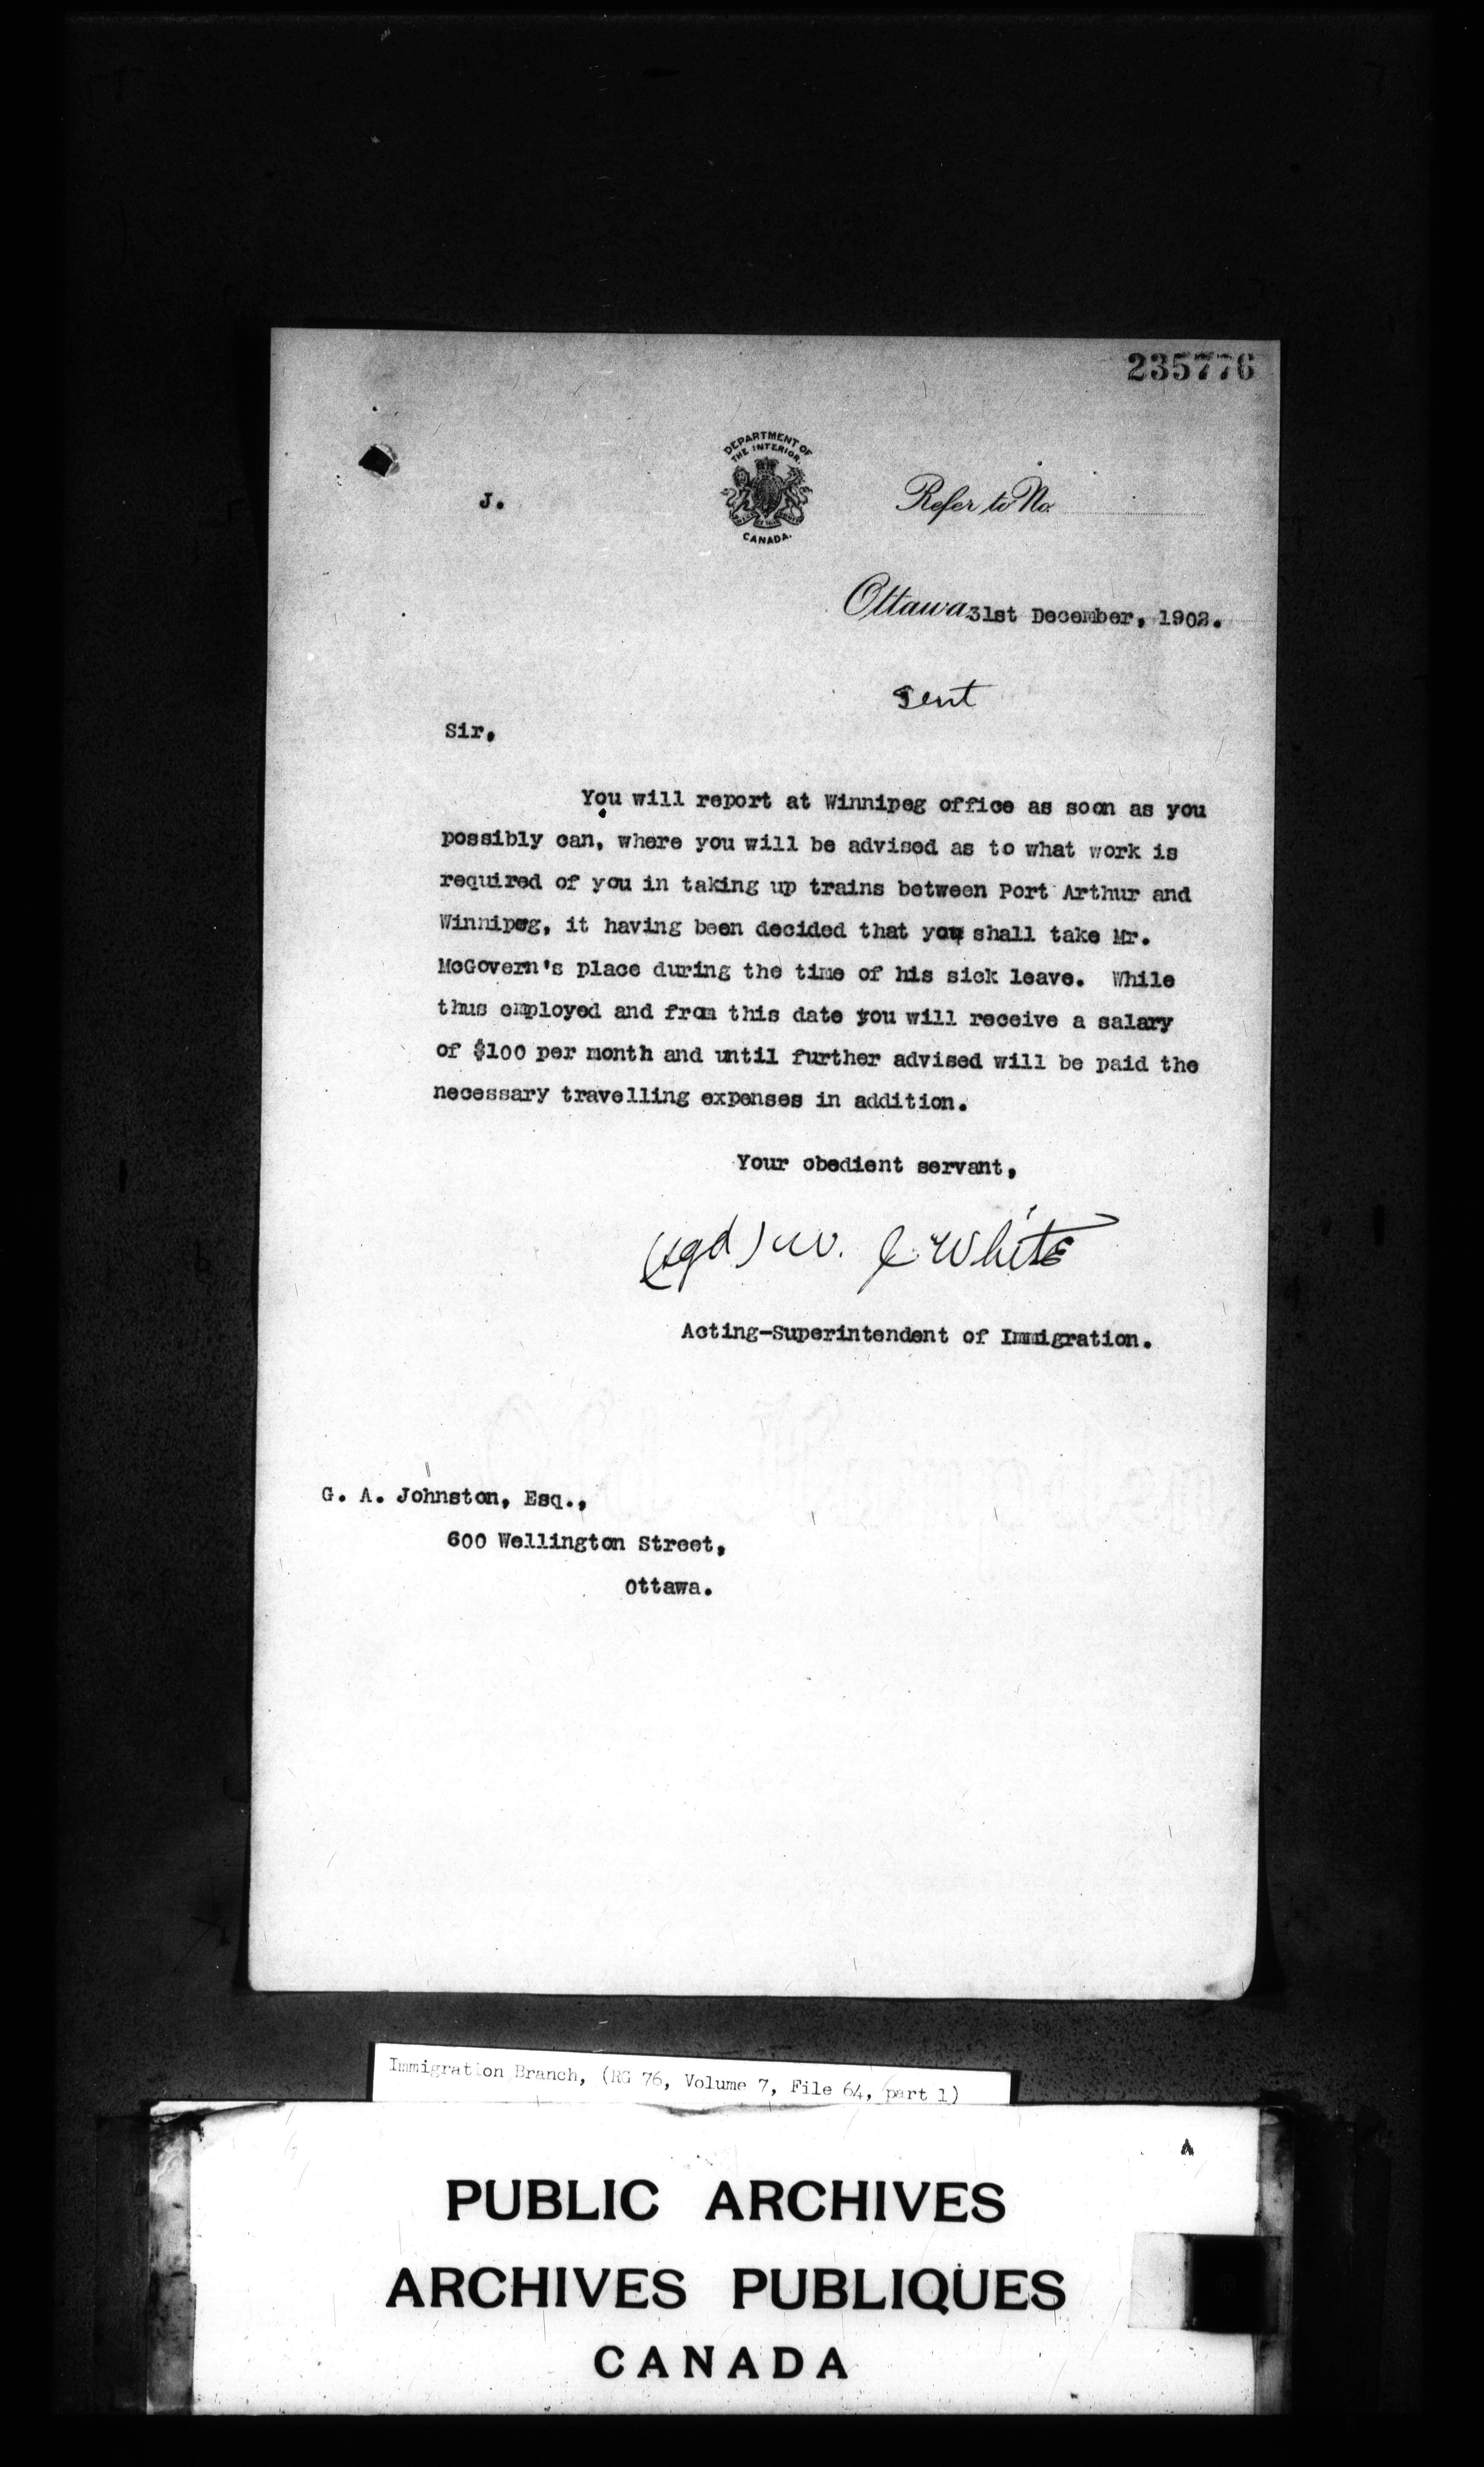 235776
DEPARTMENT OF
THE INTERIOR.
CANADA.
J.
Refer to No.
Ottawa 31st December, 1902.
Sent
Sir,
You will report at Winnipeg office as soon as you
possibly can, where you will be advised as to what work is
required of you in taking up trains between Port Arthur and
Winnipeg, it having been decided that you shall take Mr.
McGovern's place during the time of his sick leave. While
thus employed and from this date you will receive a salary
of $100 per month and until further advised will be paid the
necessary travelling expenses in addition.
Your obedient servant,
(sgd) W. J. White
Acting-Superintendent of Immigration.
G. A. Johnston, Esq.,
600 Wellington Street,
Ottawa.
Immigration Branch, (RG 76, Volume 7, File 64, part 1)
PUBLIC ARCHIVES
ARCHIVES PUBLIQUES
CANADA